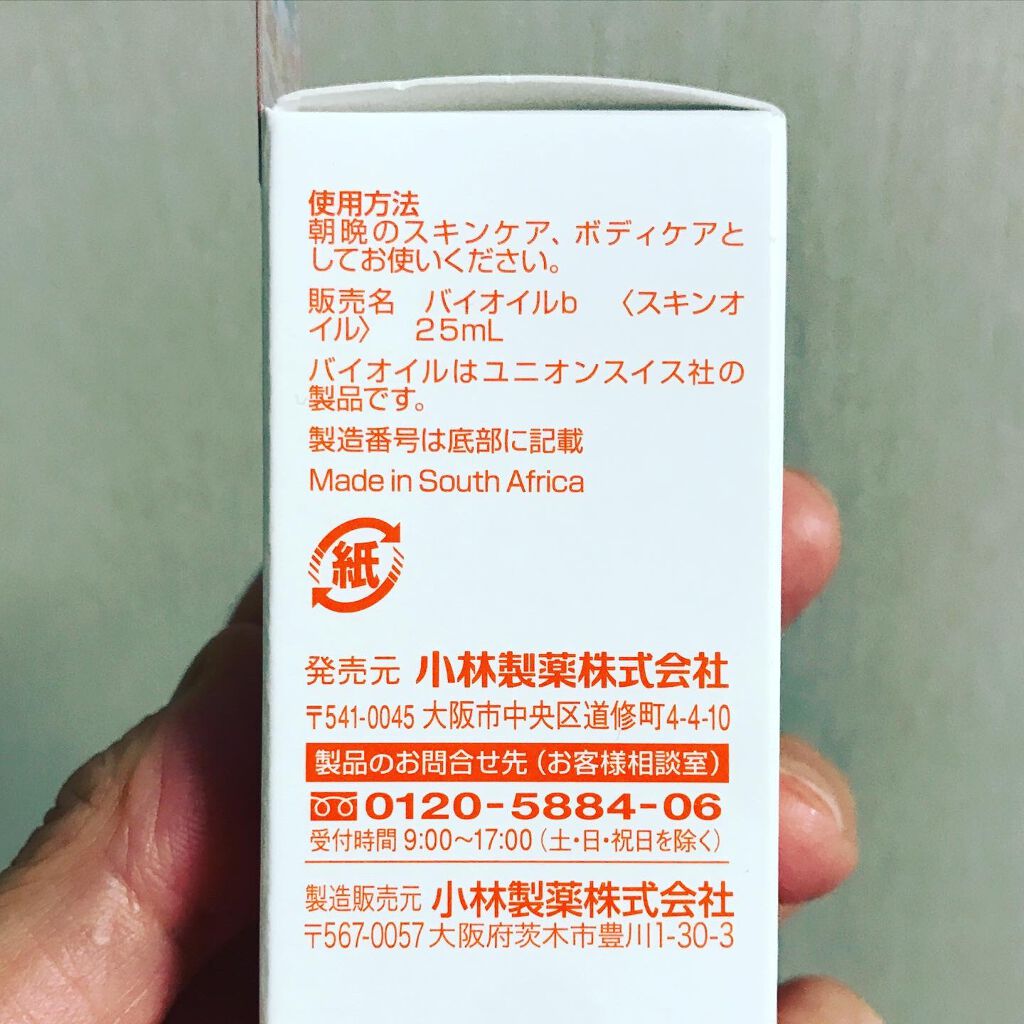 使用方法
朝晩のスキンケア、ボディケアと
してお使いください。
販売名　バイオイルb　〈スキンオ
イル〉　25mL
バイオイルはユニオンスイス社の
製品です。
製造番号は底部に記載
Made in South Africa
紙
発売元 小林製薬株式会社
〒541-0045 大阪市中央区道修町4-4-10
製品のお問合せ先（お客様相談室）
0120-5884-06
受付時間 9:00～17:00（土・日・祝日を除く）
製造販売元 小林製薬株式会社
〒567-0057 大阪府茨木市豊川1-30-3